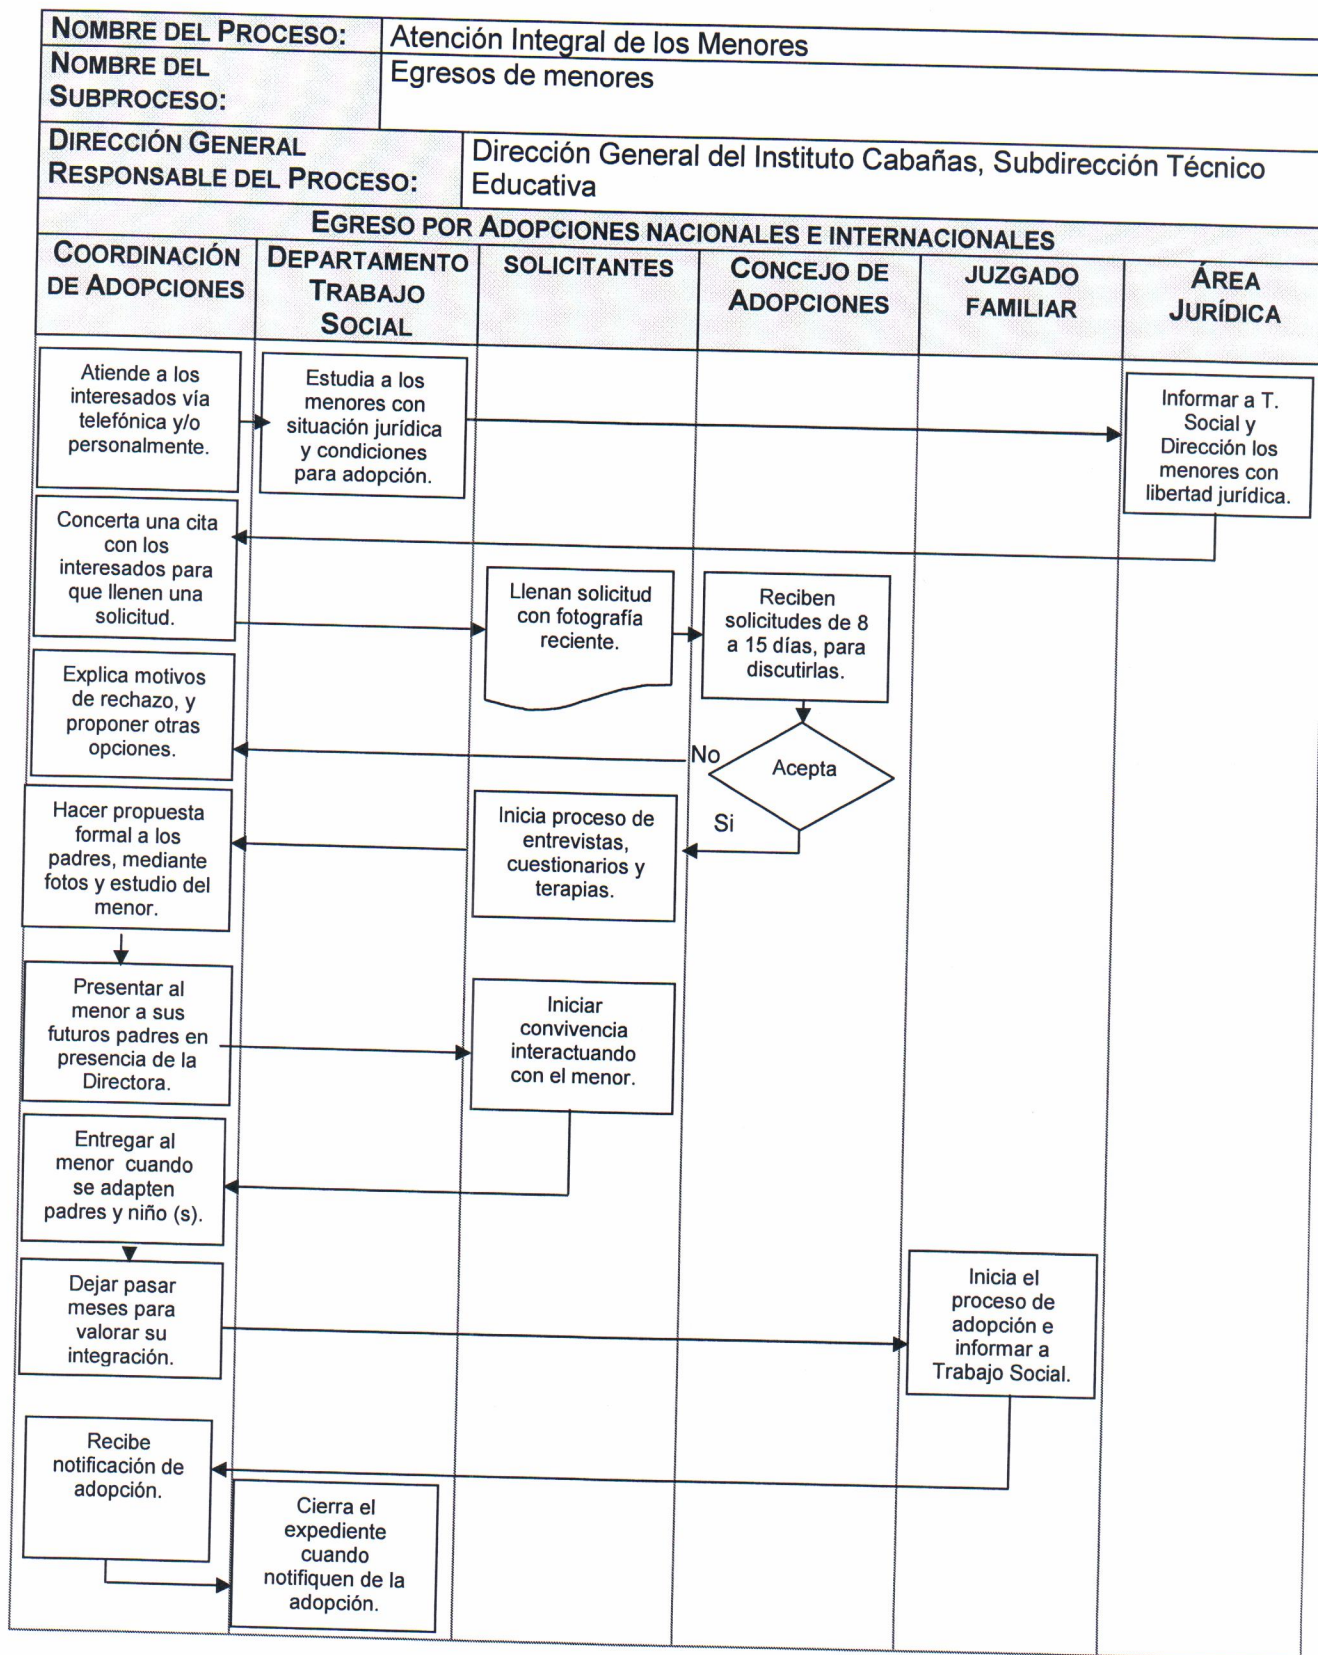 NOMBRE DEL PROCESO:
Atención Integral de los Menores
NOMBRE DEL
SUBPROCESO:
Egresos de menores
DIRECCIÓN GENERAL
RESPONSABLE DEL PROCESO:
Dirección General del Instituto Cabañas, Subdirección Técnico
Educativa
EGRESO POR ADOPCIONES NACIONALES E INTERNACIONALES
COORDINACIÓN
DE ADOPCIONES
DEPARTAMENTO
TRABAJO
SOCIAL
SOLICITANTES
CONCEJO DE
ADOPCIONES
JUZGADO
FAMILIAR
ÁREA
JURÍDICA
Atiende a los
interesados vía
telefónica y/o
personalmente.
Estudia a los
menores con
situación jurídica
y condiciones
para adopción.
Informar a T.
Social y
Dirección los
menores con
libertad jurídica.
Concerta una cita
con los
interesados para
que llenen una
solicitud.
Llenan solicitud
con fotografía
reciente.
Reciben
solicitudes de 8
a 15 días, para
discutirlas.
Explica motivos
de rechazo, y
proponer otras
opciones.
No
Acepta
Si
Hacer propuesta
formal a los
padres, mediante
fotos y estudio del
menor.
Inicia proceso de
entrevistas,
cuestionarios y
terapias.
Presentar al
menor a sus
futuros padres en
presencia de la
Directora.
Iniciar
convivencia
interactuando
con el menor.
Entregar al
menor cuando
se adapten
padres y niño (s).
Dejar pasar
meses para
valorar su
integración.
Inicia el
proceso de
adopción e
informar a
Trabajo Social.
Recibe
notificación de
adopción.
Cierra el
expediente
cuando
notifiquen de la
adopción.